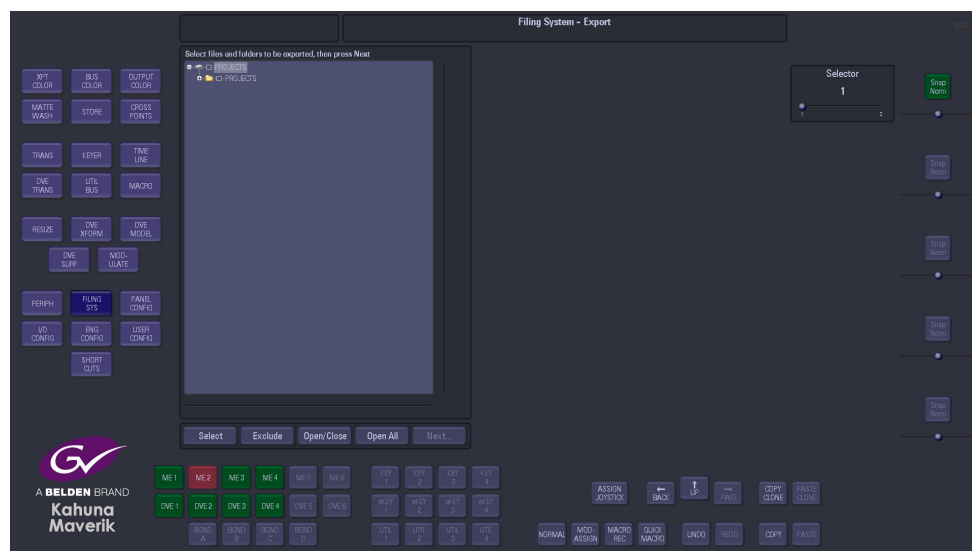 Filing System - Export
Select files and folders to be exported, then press Next
PROJECTS
PROJECTS
XPT COLOR
BUS COLOR
OUTPUT COLOR
MATTE WASH
STORE
CROSS POINTS
TRANS
KEYER
TIME LINE
DVE TRANS
UTIL BUS
MACRO
RESIZE
DVE XFORM
DVE MODEL
DVE SURF
MOD- ULATE
PERIPH
FILING SYS
PANEL CONFIG
I/O CONFIG
ENG CONFIG
USER CONFIG
SHORT CUTS
Selector
1
1 2
Snap Norm
Snap Norm
Snap Norm
Snap Norm
Snap Norm
Select Exclude Open/Close Open All Next...
GV
A BELDEN BRAND
Kahuna
Maverik
ME 1 ME 2 ME 3 ME 4 ME 5 ME 6
DVE 1 DVE 2 DVE 3 DVE 4 DVE 5 DVE 6
BGND A BGND B BGND C BGND D
KEY 1 KEY 2 KEY 3 KEY 4
eKEY 1 eKEY 2 eKEY 3 eKEY 4
UTIL 1 UTIL 2 UTIL 3 UTIL 4
ASSIGN JOYSTICK
BACK
UP
FWD
COPY CLONE
PASTE CLONE
NORMAL
MOD- ASSIGN
MACRO REC
QUICK MACRO
UNDO
REDO
COPY
PASTE